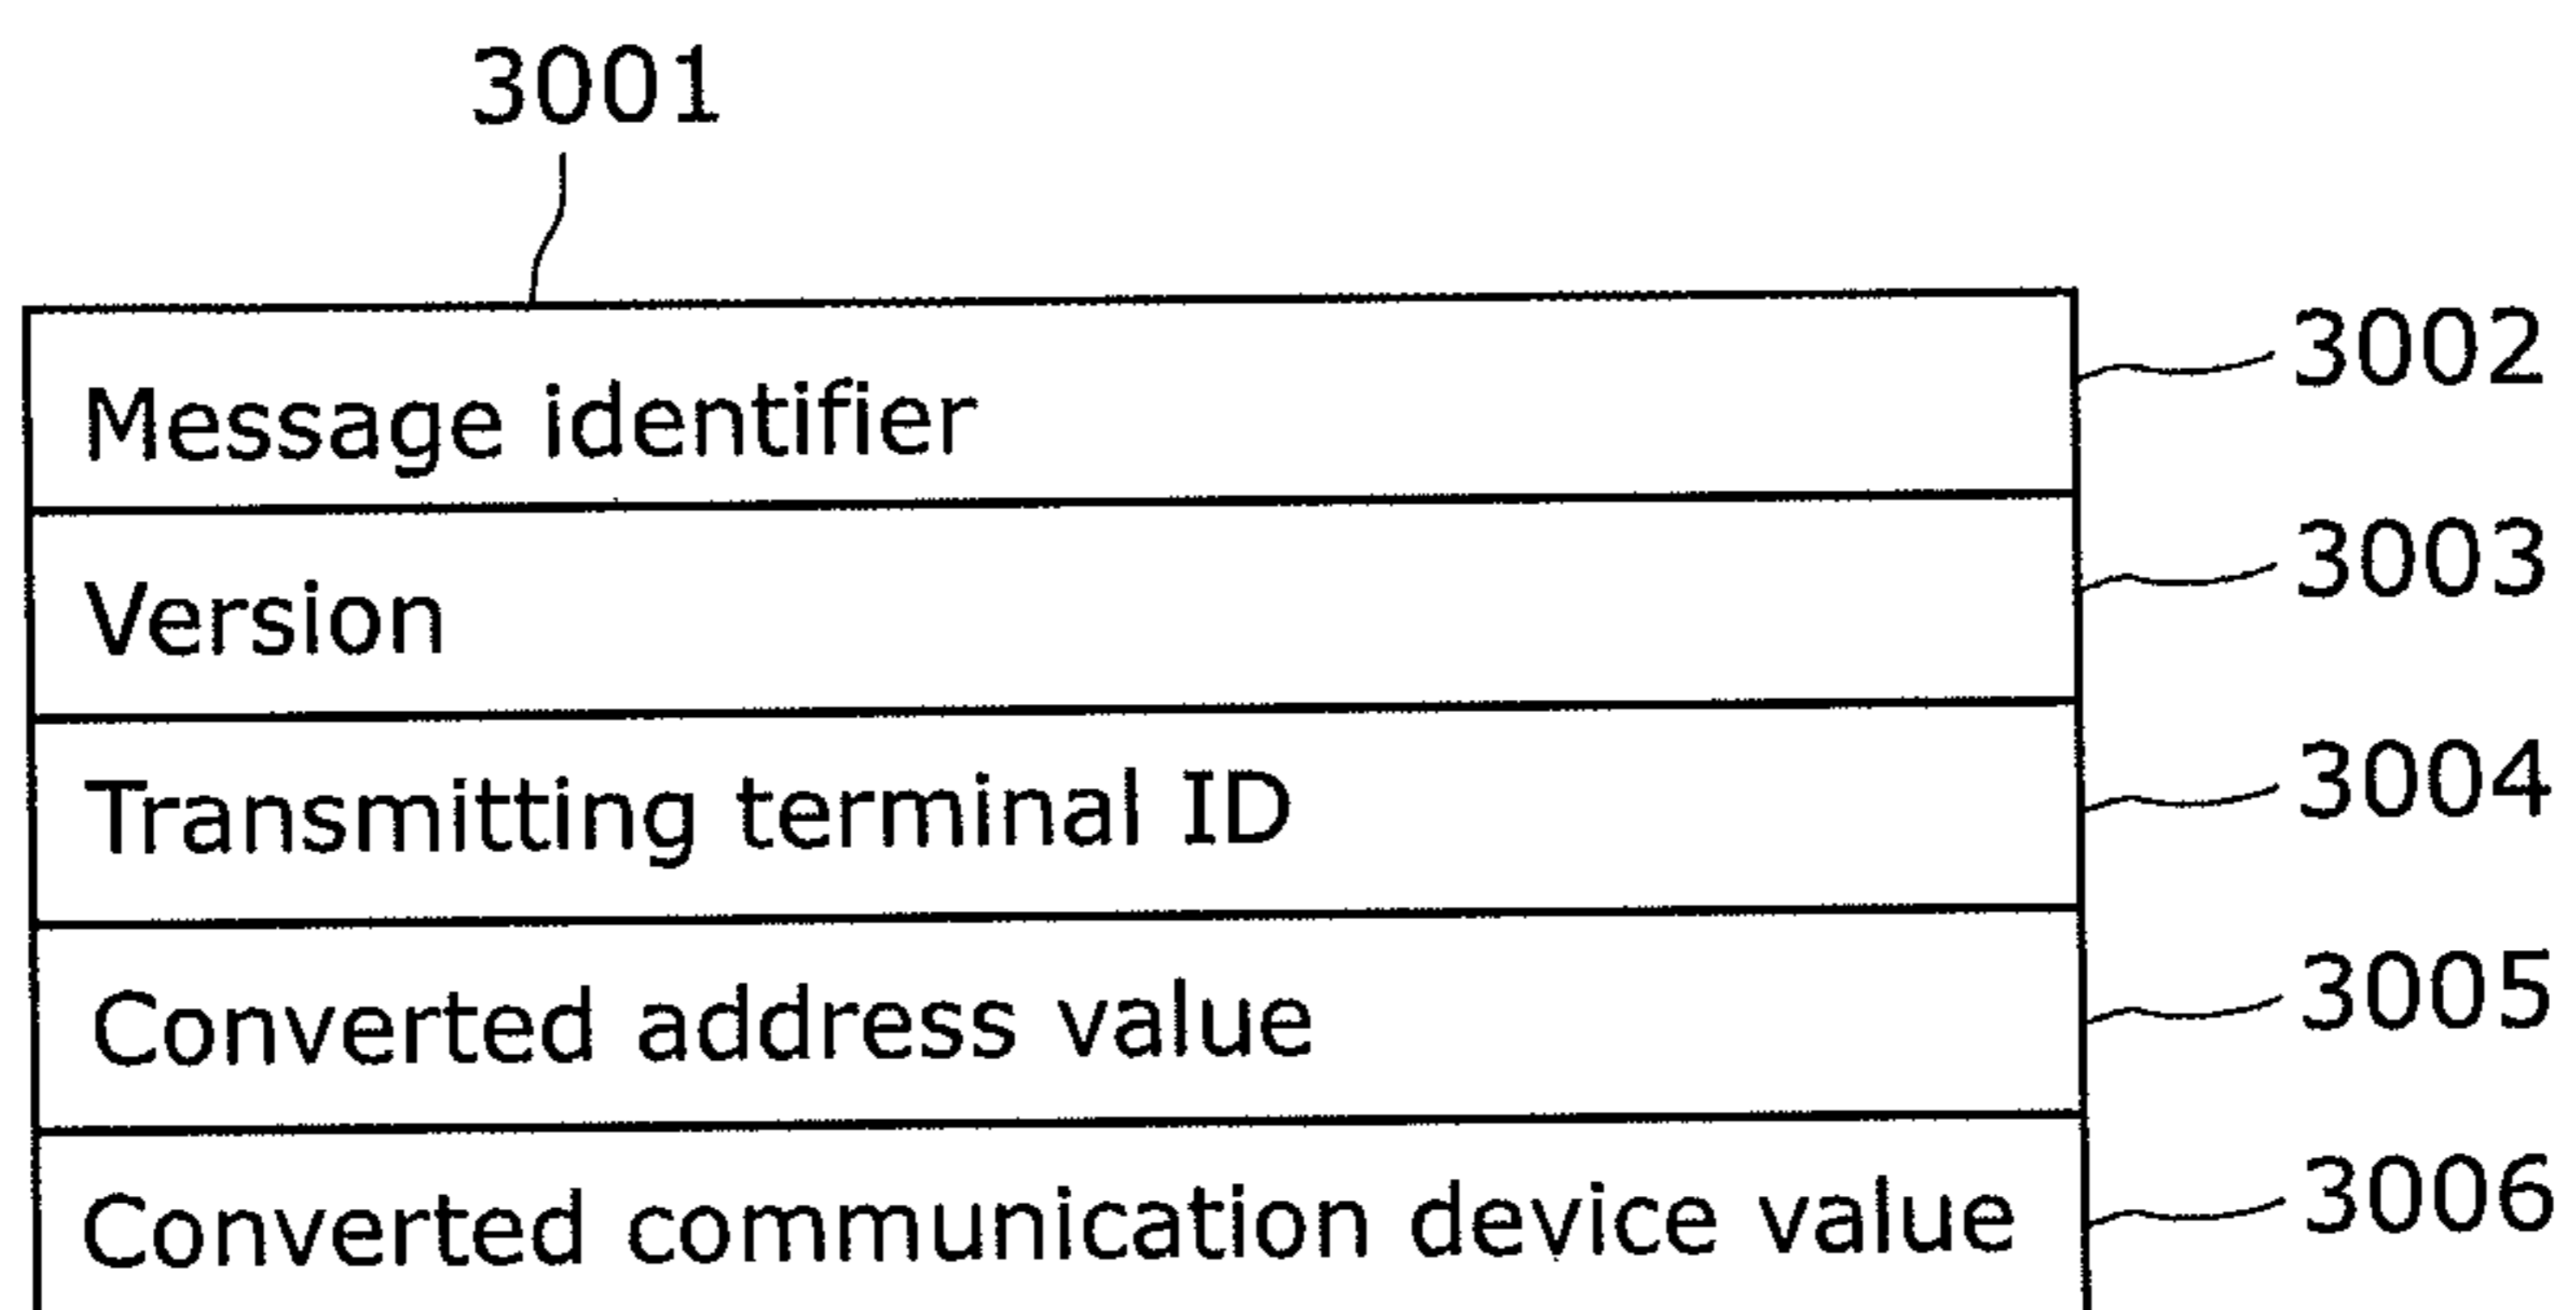 3001
Message identifier 3002
Version 3003
Transmitting terminal ID 3004
Converted address value 3005
Converted communication device value 3006